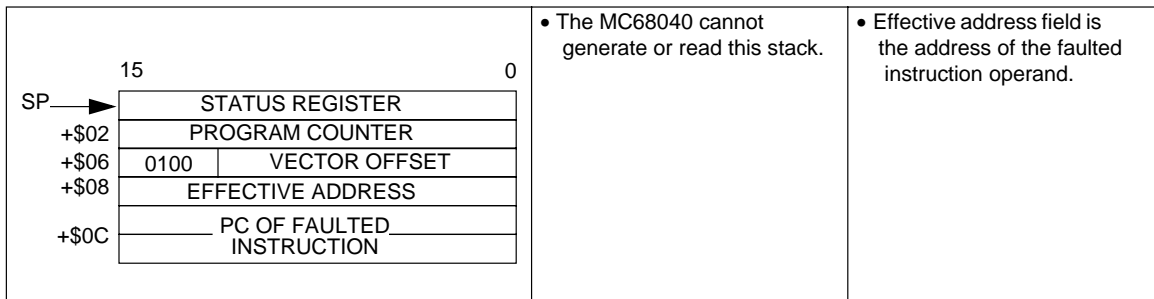 15 0
SP STATUS REGISTER
+$02 PROGRAM COUNTER
+$06 0100 VECTOR OFFSET
+$08 EFFECTIVE ADDRESS
+$0C PC OF FAULTED
INSTRUCTION
• The MC68040 cannot
generate or read this stack.
• Effective address field is
the address of the faulted
instruction operand.